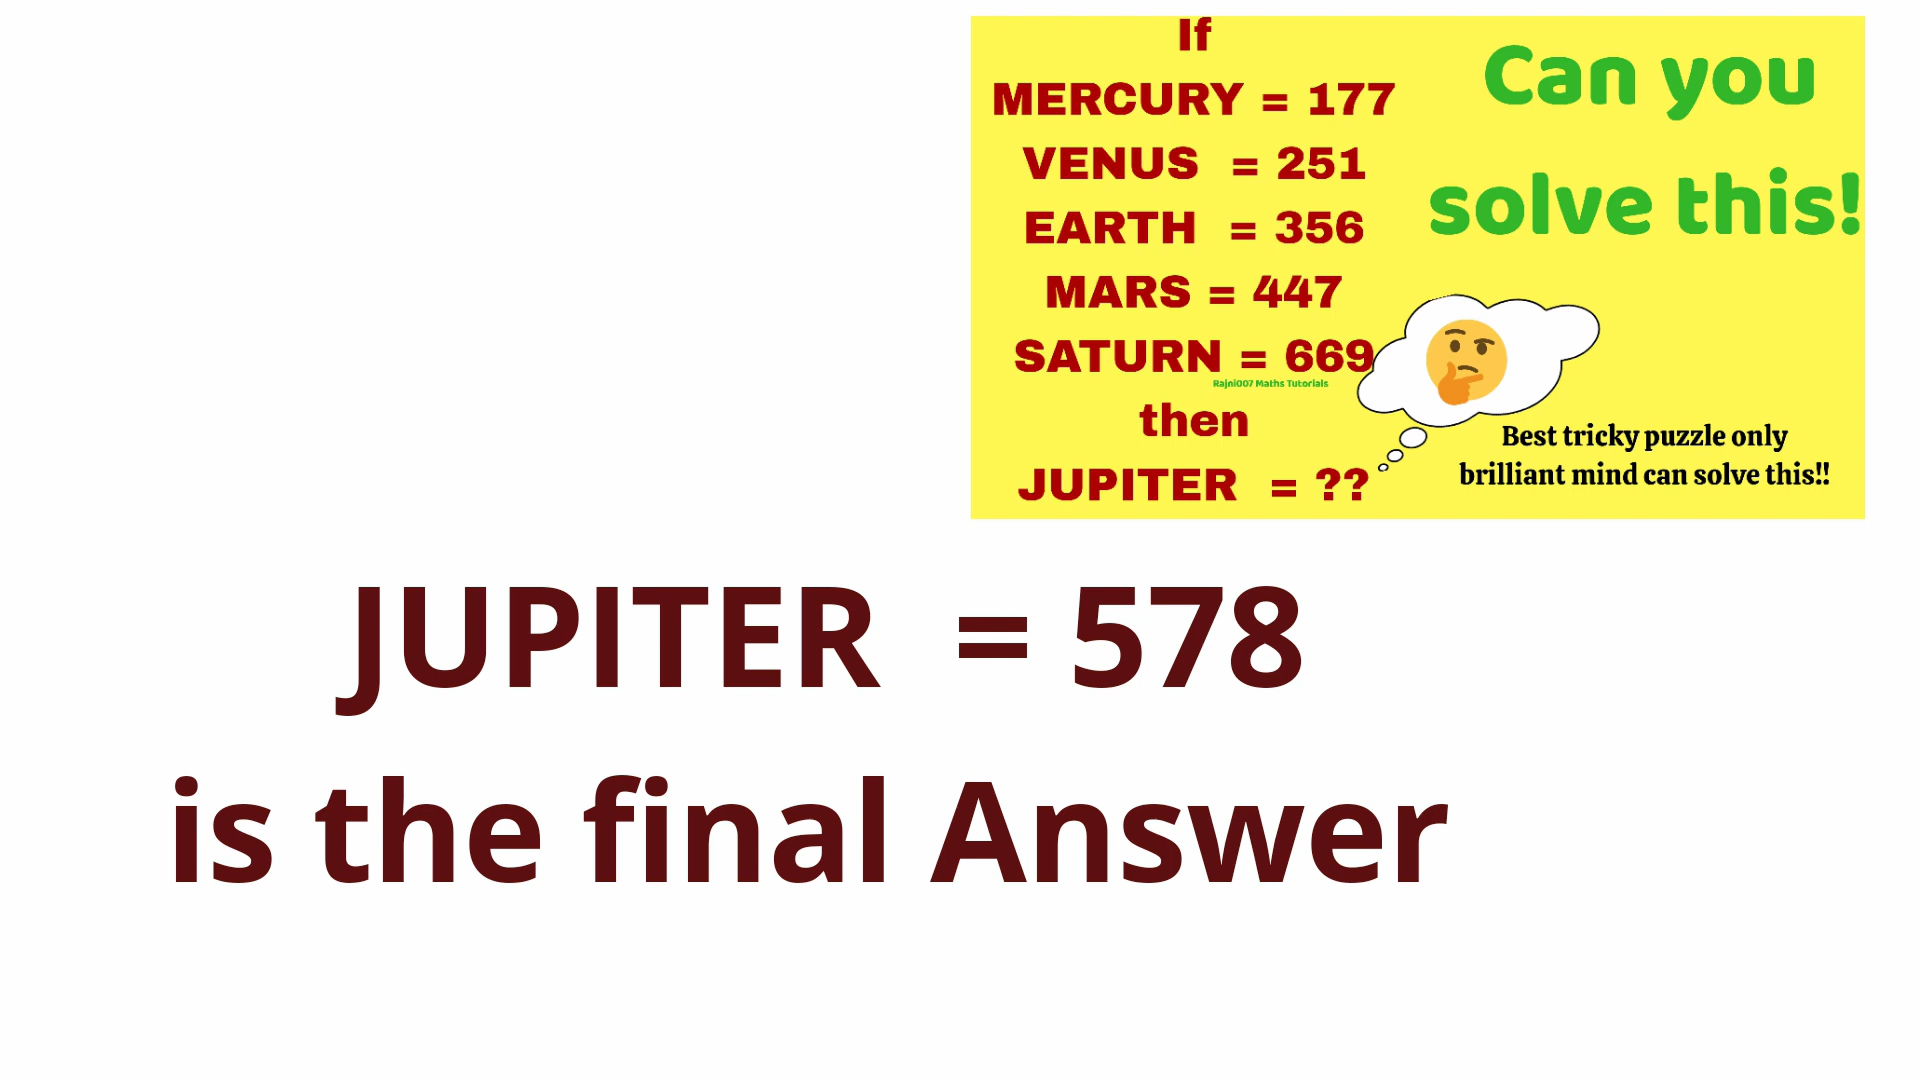 If
MERCURY = 177
VENUS = 251
EARTH = 356
MARS = 447
SATURN = 669
Rajni007 Maths Tutorials
then
JUPITER = ??
Can you
solve this!
Best tricky puzzle only
brilliant mind can solve this!!
JUPITER = 578
is the final Answer